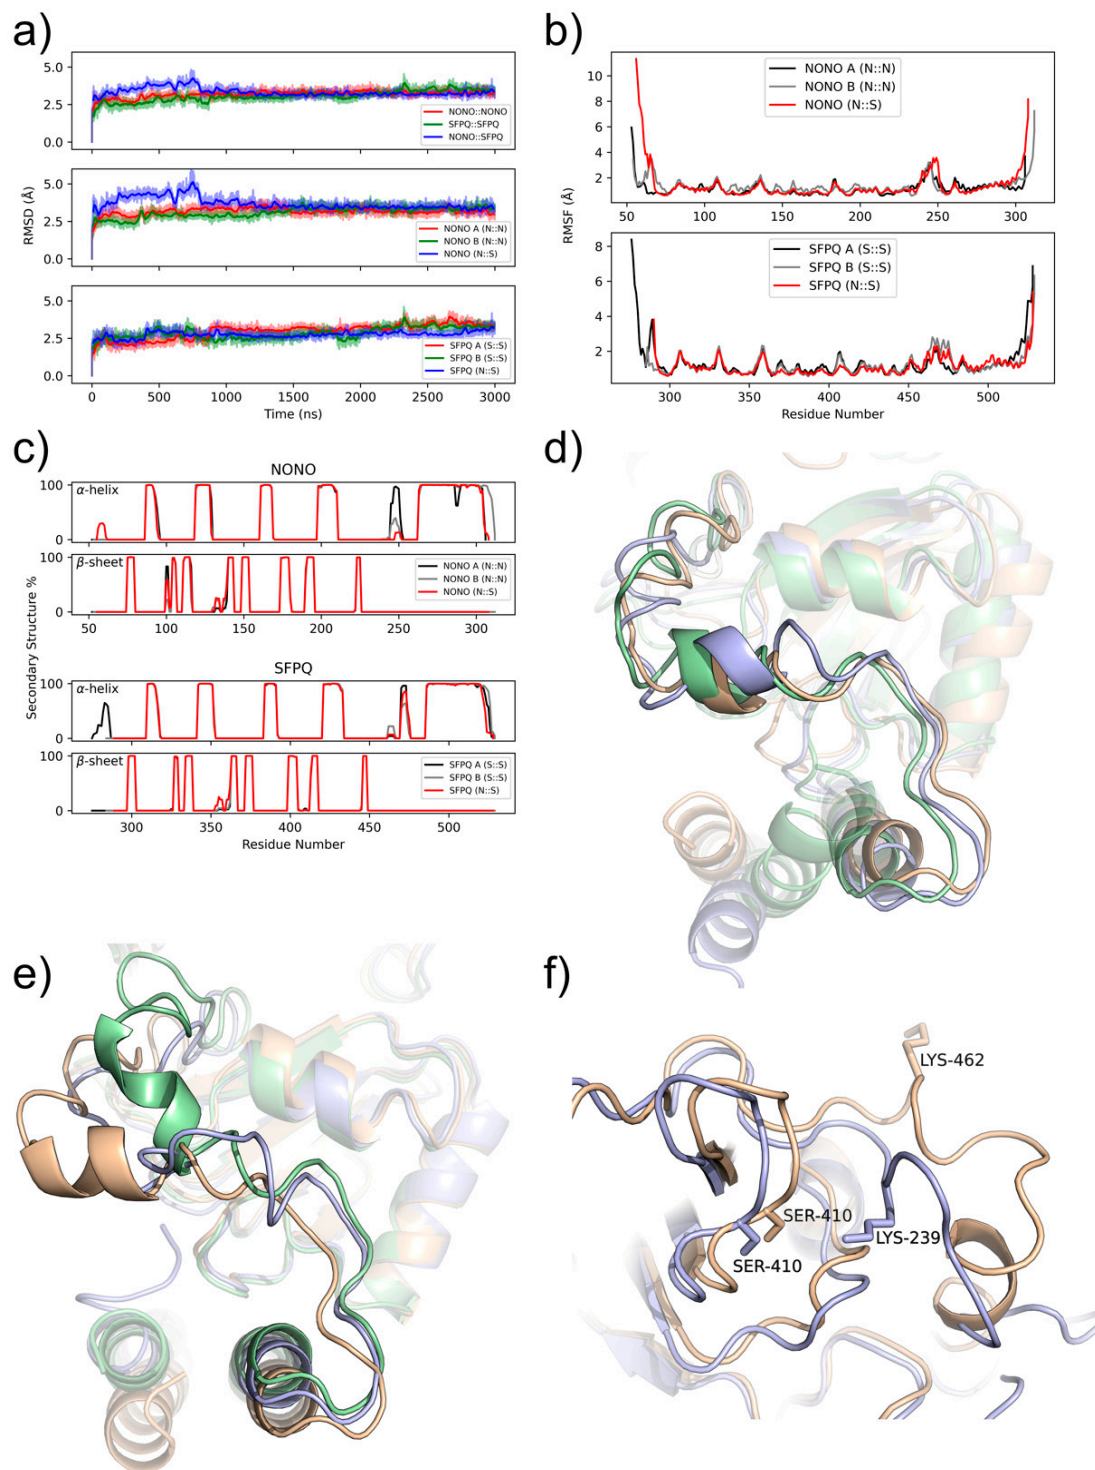 a)
5.0
2.5
0.0
NONO::NONO
SFPQ::SFPQ
NONO::SFPQ
5.0
2.5
0.0
NONO A (N::N)
NONO B (N::N)
NONO (N::S)
RMSD (Å)
5.0
2.5
0.0
SFPQ A (S::S)
SFPQ B (S::S)
SFPQ (N::S)
0 500 1000 1500 2000 2500 3000
Time (ns)
b)
10
8
6
4
2
NONO A (N::N)
NONO B (N::N)
NONO (N::S)
50 100 150 200 250 300
RMSF (Å)
8
6
4
2
SFPQ A (S::S)
SFPQ B (S::S)
SFPQ (N::S)
300 350 400 450 500
Residue Number
c)
NONO
100
0
α-helix
100
0
β-sheet
NONO A (N::N)
NONO B (N::N)
NONO (N::S)
50 100 150 200 250 300
Secondary Structure %
SFPQ
100
0
α-helix
100
0
β-sheet
SFPQ A (S::S)
SFPQ B (S::S)
SFPQ (N::S)
300 350 400 450 500
Residue Number
d)
e)
f)
LYS-462
SER-410
LYS-239
SER-410